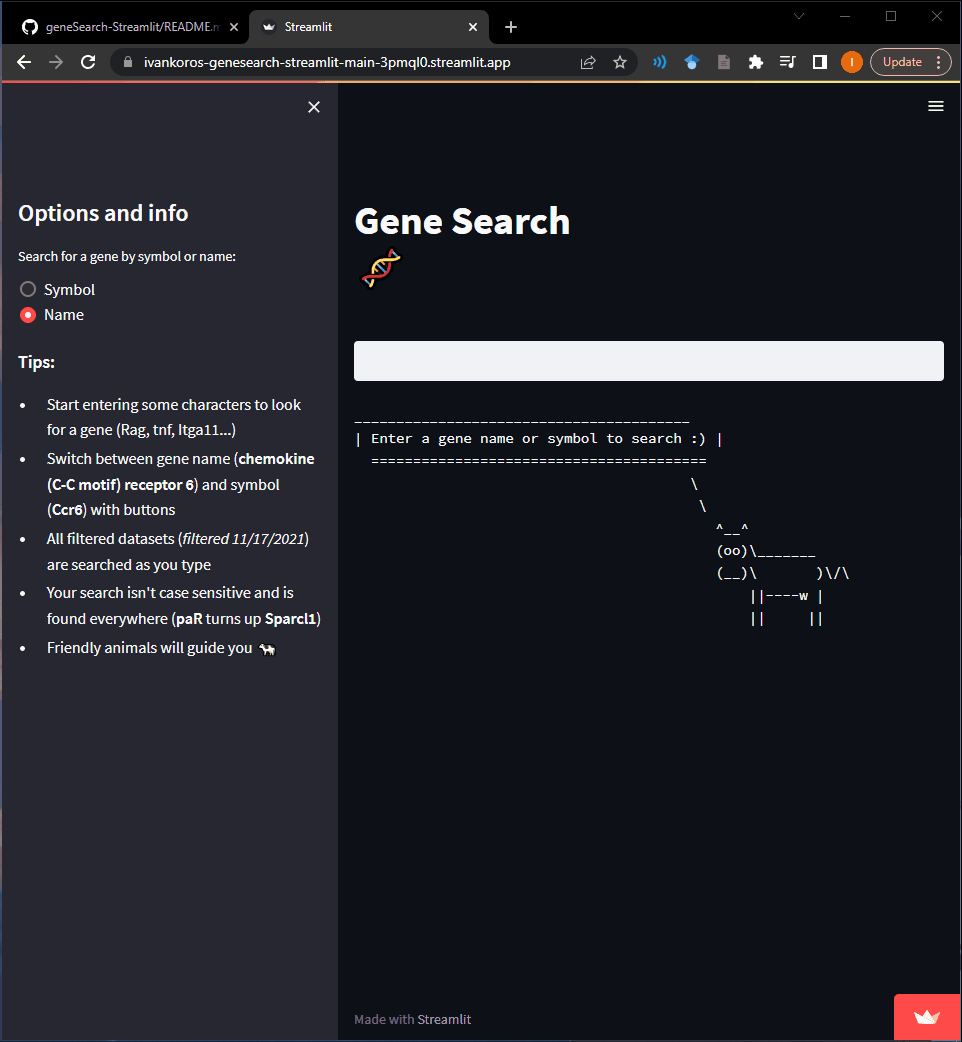 geneSearch-Streamlit/README.m
Streamlit
ivankoros-genesearch-streamlit-main-3pmql0.streamlit.app
I
Update
Options and info
Search for a gene by symbol or name:
Symbol
Name
Tips:
• Start entering some characters to look
for a gene (Rag, tnf, Itga11...)
• Switch between gene name (chemokine
(C-C motif) receptor 6) and symbol
(Ccr6) with buttons
• All filtered datasets (filtered 11/17/2021)
are searched as you type
• Your search isn't case sensitive and is
found everywhere (paR turns up Sparcl1)
• Friendly animals will guide you 🐄
Gene Search
🧬
________________________________________
| Enter a gene name or symbol to search :) |
  ========================================
                                        \
                                         \
                                           ^__^
                                           (oo)\_______
                                           (__)\       )\/\
                                               ||----w |
                                               ||     ||
Made with Streamlit